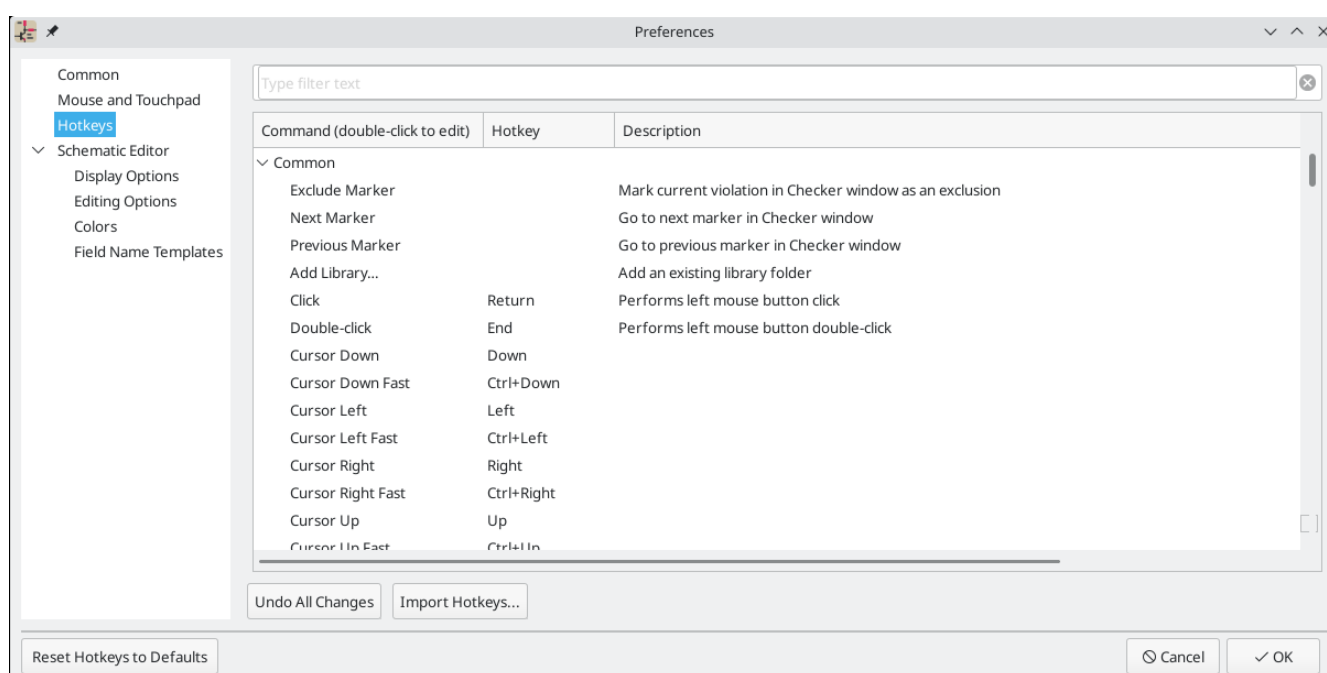 Preferences
Common
Mouse and Touchpad
Hotkeys
Schematic Editor
Display Options
Editing Options
Colors
Field Name Templates
Type filter text
Command (double-click to edit) Hotkey Description
Common
Exclude Marker Mark current violation in Checker window as an exclusion
Next Marker Go to next marker in Checker window
Previous Marker Go to previous marker in Checker window
Add Library... Add an existing library folder
Click Return Performs left mouse button click
Double-click End Performs left mouse button double-click
Cursor Down Down
Cursor Down Fast Ctrl+Down
Cursor Left Left
Cursor Left Fast Ctrl+Left
Cursor Right Right
Cursor Right Fast Ctrl+Right
Cursor Up Up
Cursor Up Fast Ctrl+Up
Undo All Changes Import Hotkeys...
Reset Hotkeys to Defaults Cancel OK